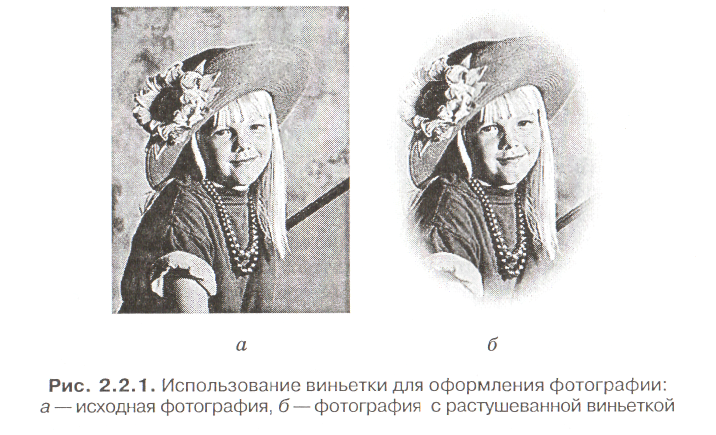 а
б
Рис. 2.2.1. Использование виньетки для оформления фотографии:
а — исходная фотография, б — фотография с растушеванной виньеткой